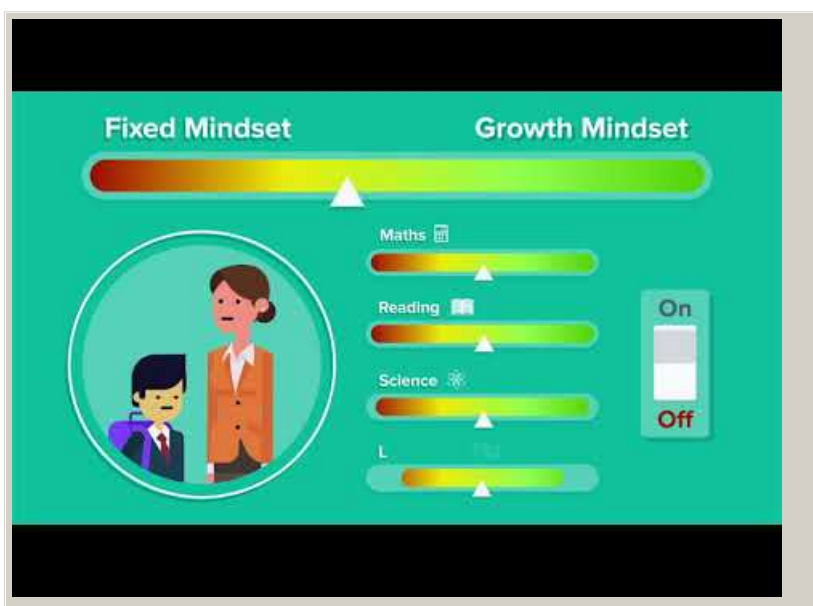 Fixed Mindset Growth Mindset
Maths
Reading
On
Science
Off
L